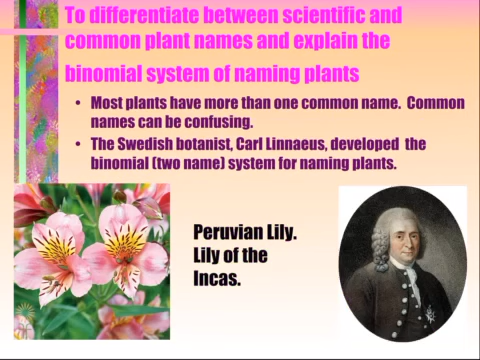 To differentiate between scientific and
common plant names and explain the
binomial system of naming plants
• Most plants have more than one common name. Common
names can be confusing.
• The Swedish botanist, Carl Linnaeus, developed the
binomial (two name) system for naming plants.
Peruvian Lily.
Lily of the
Incas.